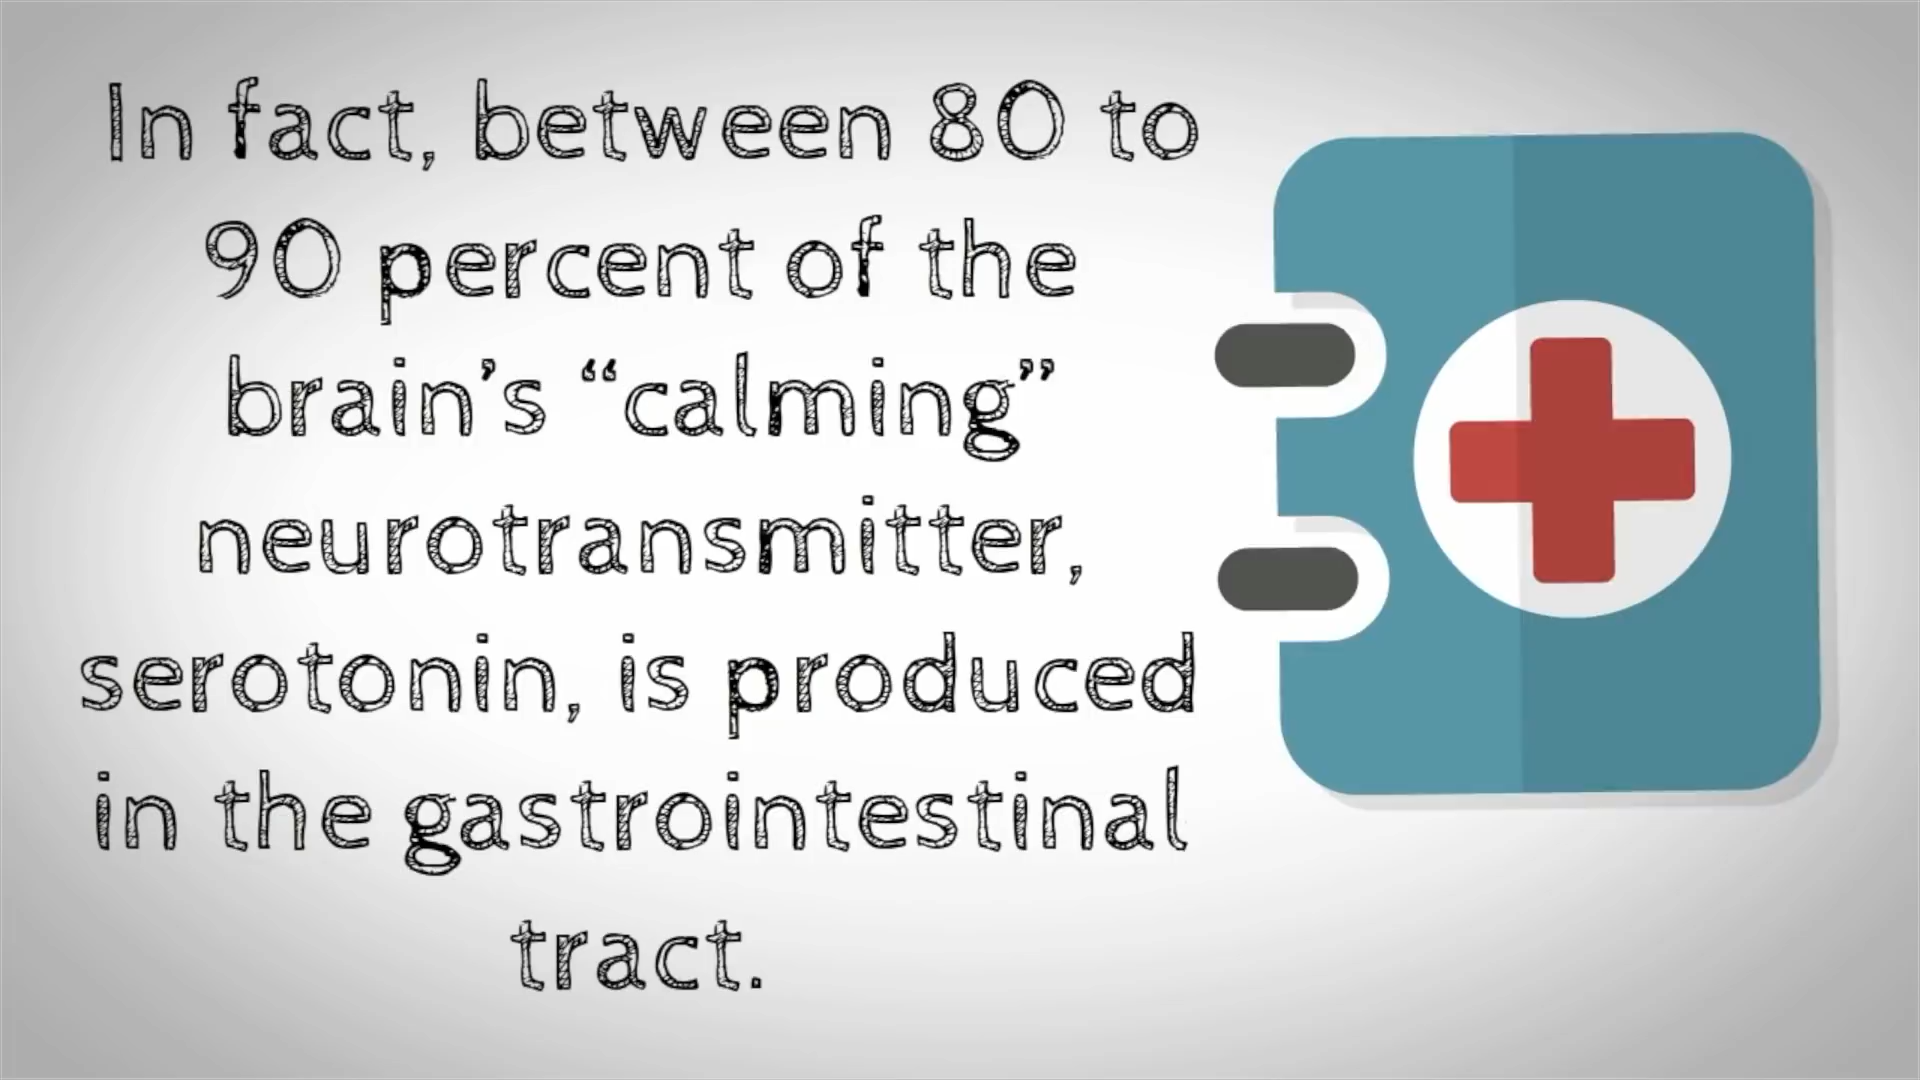 In fact, between 80 to
90 percent of the
brain’s “calming”
neurotransmitter,
serotonin, is produced
in the gastrointestinal
tract.